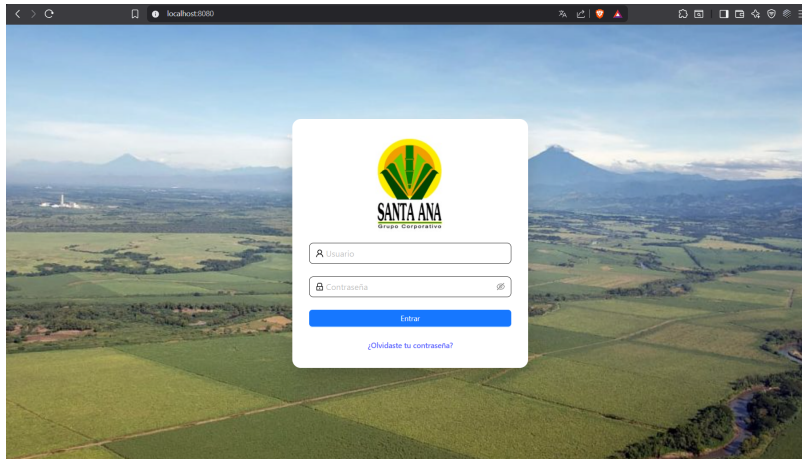 localhost:8080
SANTA ANA
Grupo Corporativo
Usuario
Contraseña
Entrar
¿Olvidaste tu contraseña?